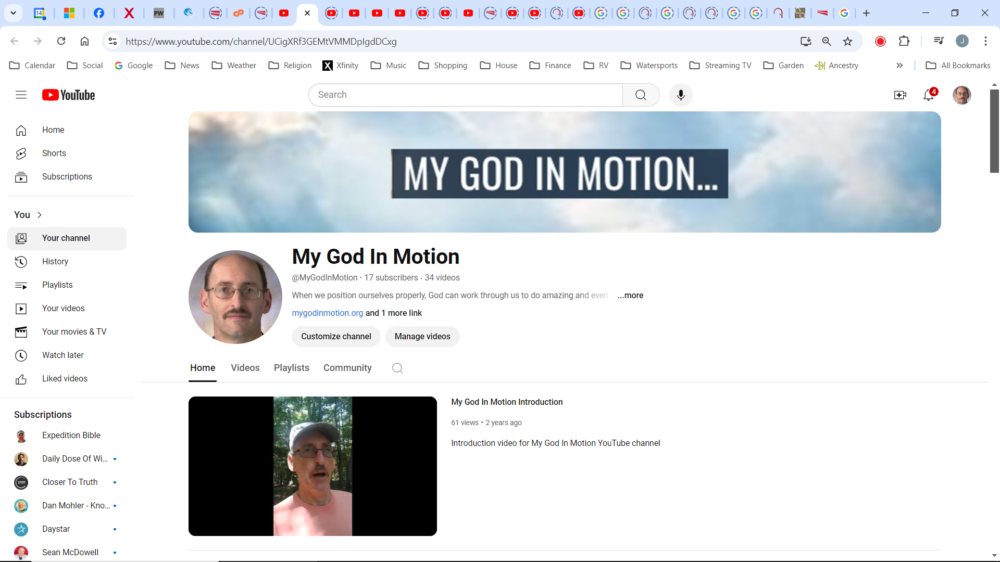 14
PW
cP
https://www.youtube.com/channel/UCigXRf3GEMtVMMDpIgdDCxg
J
Calendar Social Google News Weather Religion X Xfinity Music Shopping House Finance RV Watersports Streaming TV Garden Ancestry All Bookmarks
YouTube
Search
4
Home
Shorts
Subscriptions
You
Your channel
History
Playlists
Your videos
Your movies & TV
Watch later
Liked videos
Subscriptions
Expedition Bible
Daily Dose Of Wi...
Closer To Truth
Dan Mohler - Kno...
Daystar
Sean McDowell
MY GOD IN MOTION...
My God In Motion
@MyGodInMotion · 17 subscribers · 34 videos
When we position ourselves properly, God can work through us to do amazing and even ...more
mygodinmotion.org and 1 more link
Customize channel Manage videos
Home Videos Playlists Community
My God In Motion Introduction
61 views • 2 years ago
Introduction video for My God In Motion YouTube channel